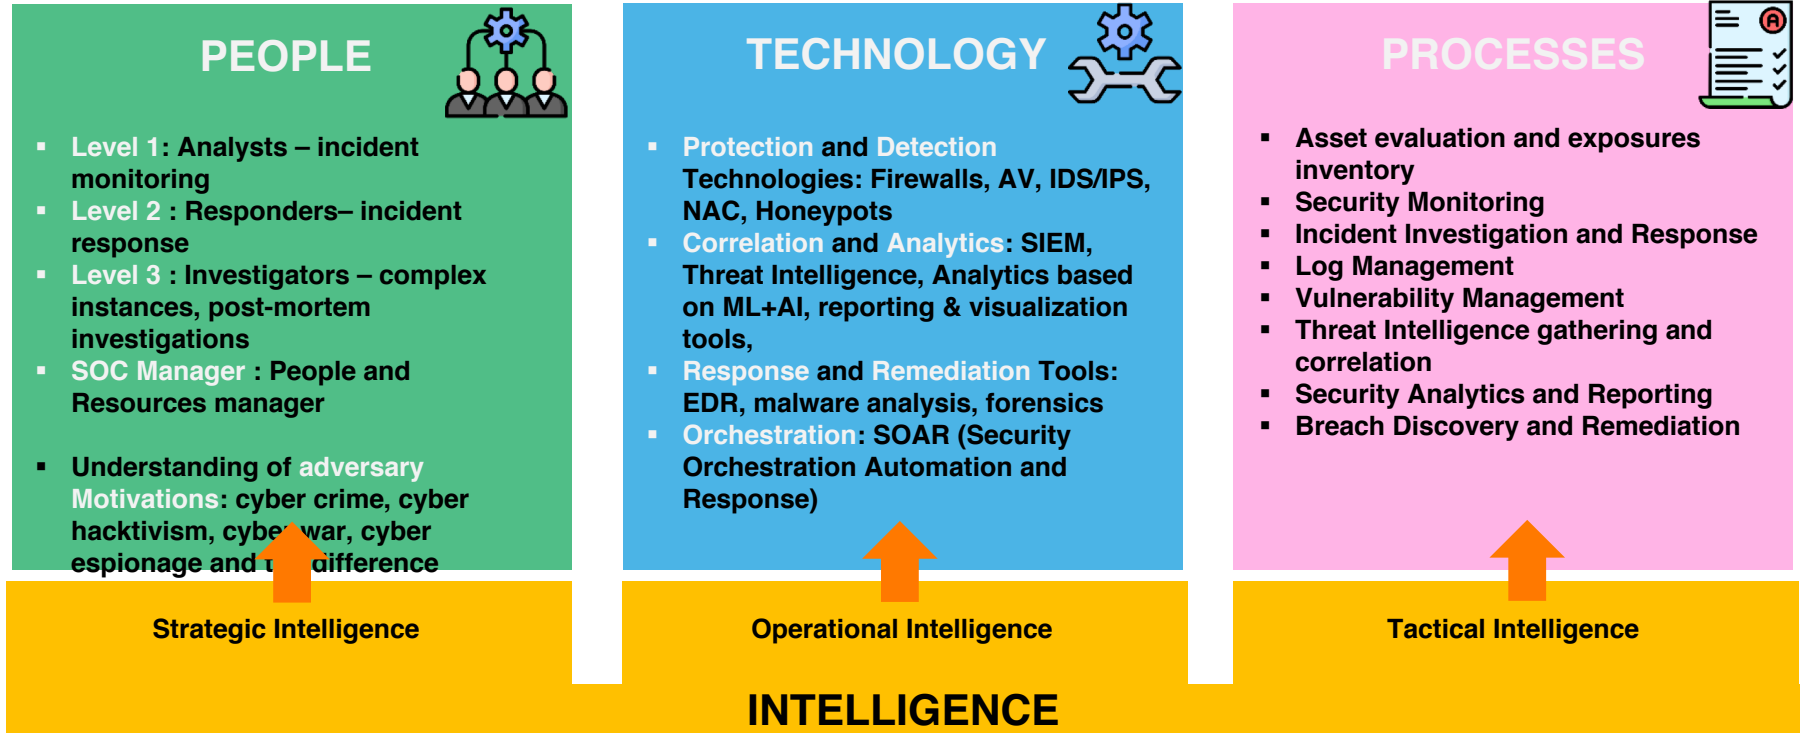 PEOPLE
Level 1: Analysts – incident
monitoring
Level 2 : Responders– incident
response
Level 3 : Investigators – complex
instances, post-mortem
investigations
SOC Manager : People and
Resources manager
Understanding of adversary
Motivations: cyber crime, cyber
hacktivism, cyber war, cyber
espionage and difference
Strategic Intelligence
TECHNOLOGY
Protection and Detection
Technologies: Firewalls, AV, IDS/IPS,
NAC, Honeypots
Correlation and Analytics: SIEM,
Threat Intelligence, Analytics based
on ML+AI, reporting & visualization
tools,
Response and Remediation Tools:
EDR, malware analysis, forensics
Orchestration: SOAR (Security
Orchestration Automation and
Response)
Operational Intelligence
PROCESSES
A
Asset evaluation and exposures
inventory
Security Monitoring
Incident Investigation and Response
Log Management
Vulnerability Management
Threat Intelligence gathering and
correlation
Security Analytics and Reporting
Breach Discovery and Remediation
Tactical Intelligence
INTELLIGENCE